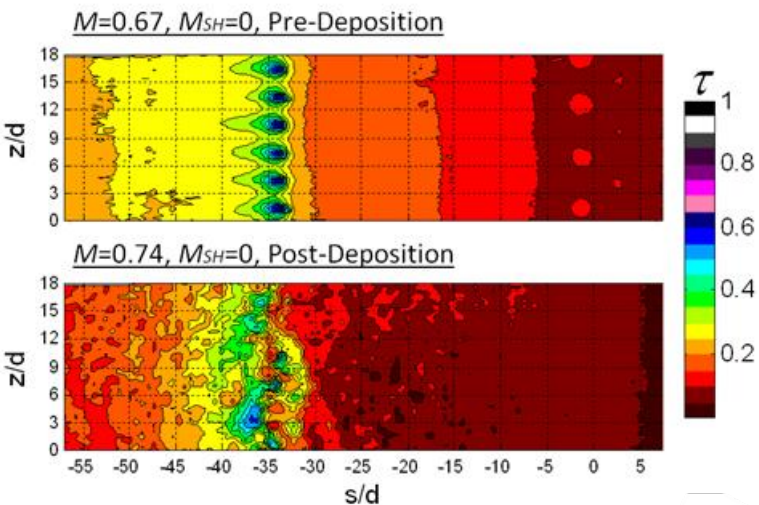 M=0.67, MSH=0, Pre-Deposition
18
15
12
9
6
3
0
z/d
τ
1
0.8
0.6
0.4
0.2
M=0.74, MSH=0, Post-Deposition
18
15
12
9
6
3
0
z/d
-55 -50 -45 -40 -35 -30 -25 -20 -15 -10 -5 0 5
s/d